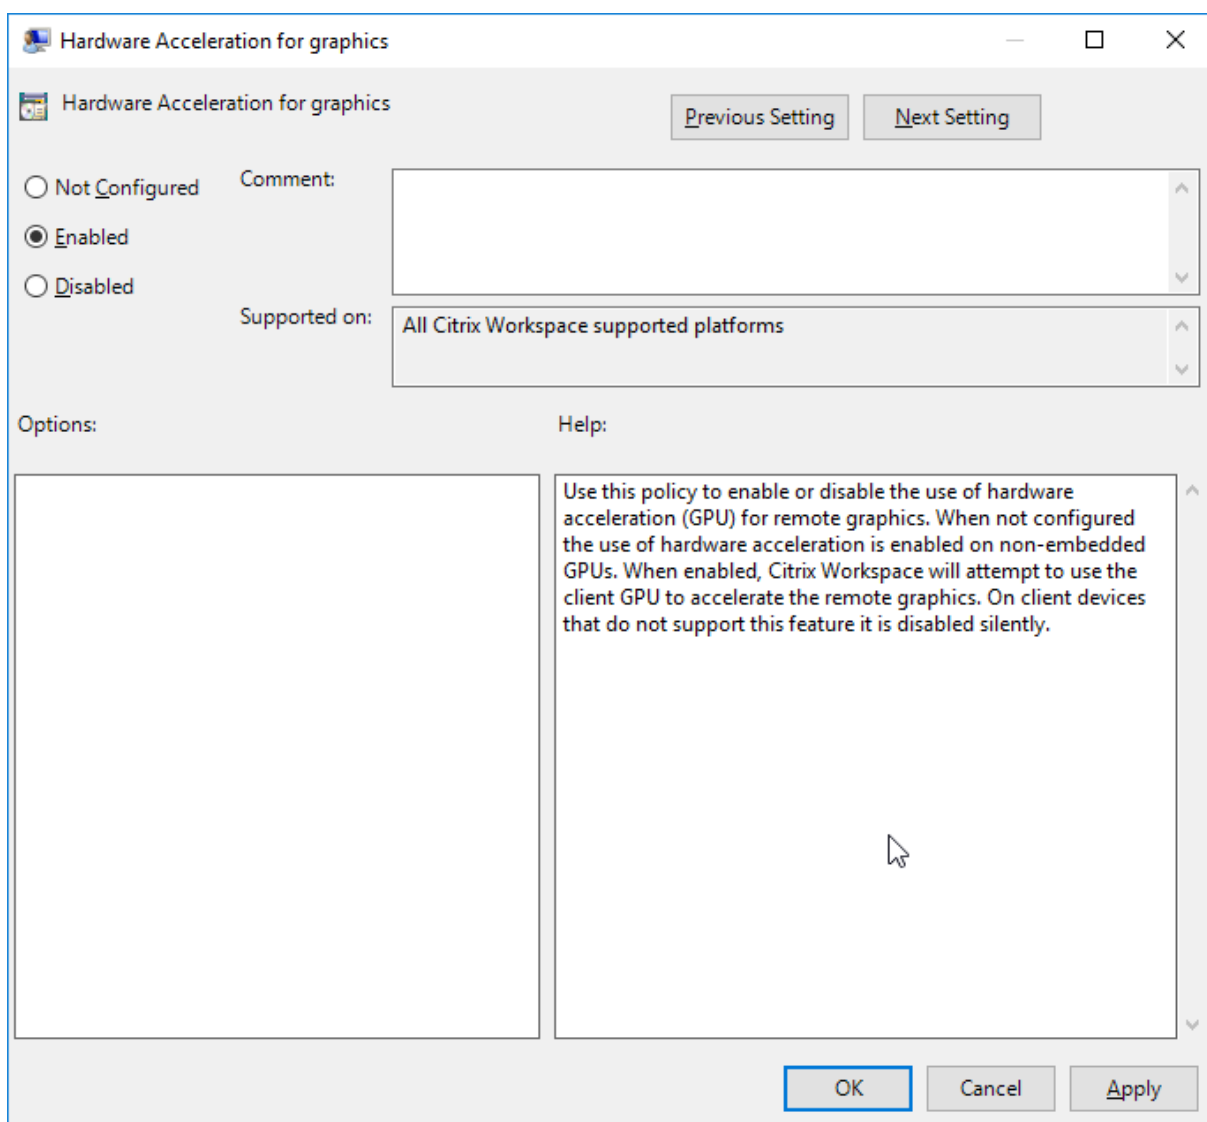 Hardware Acceleration for graphics
Hardware Acceleration for graphics
Previous Setting
Next Setting
Not Configured
Comment:
Enabled
Disabled
Supported on:
All Citrix Workspace supported platforms
Options:
Help:
Use this policy to enable or disable the use of hardware
acceleration (GPU) for remote graphics. When not configured
the use of hardware acceleration is enabled on non-embedded
GPUs. When enabled, Citrix Workspace will attempt to use the
client GPU to accelerate the remote graphics. On client devices
that do not support this feature it is disabled silently.
OK
Cancel
Apply